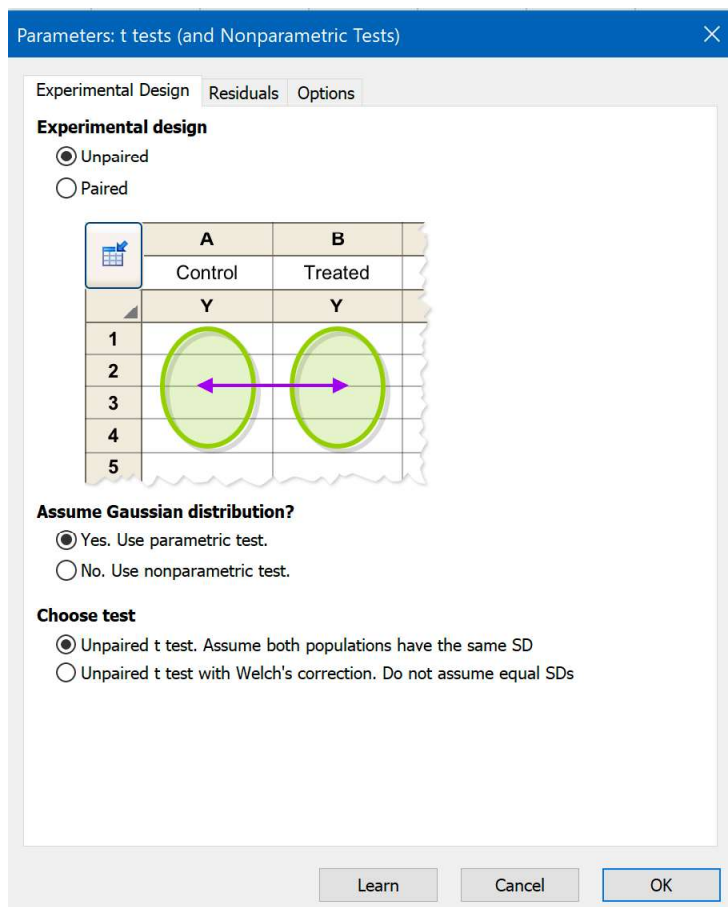 Parameters: t tests (and Nonparametric Tests)
Experimental Design Residuals Options
Experimental design
Unpaired
Paired
A B
Control Treated
Y Y
1
2
3
4
5
Assume Gaussian distribution?
Yes. Use parametric test.
No. Use nonparametric test.
Choose test
Unpaired t test. Assume both populations have the same SD
Unpaired t test with Welch's correction. Do not assume equal SDs
Learn Cancel OK